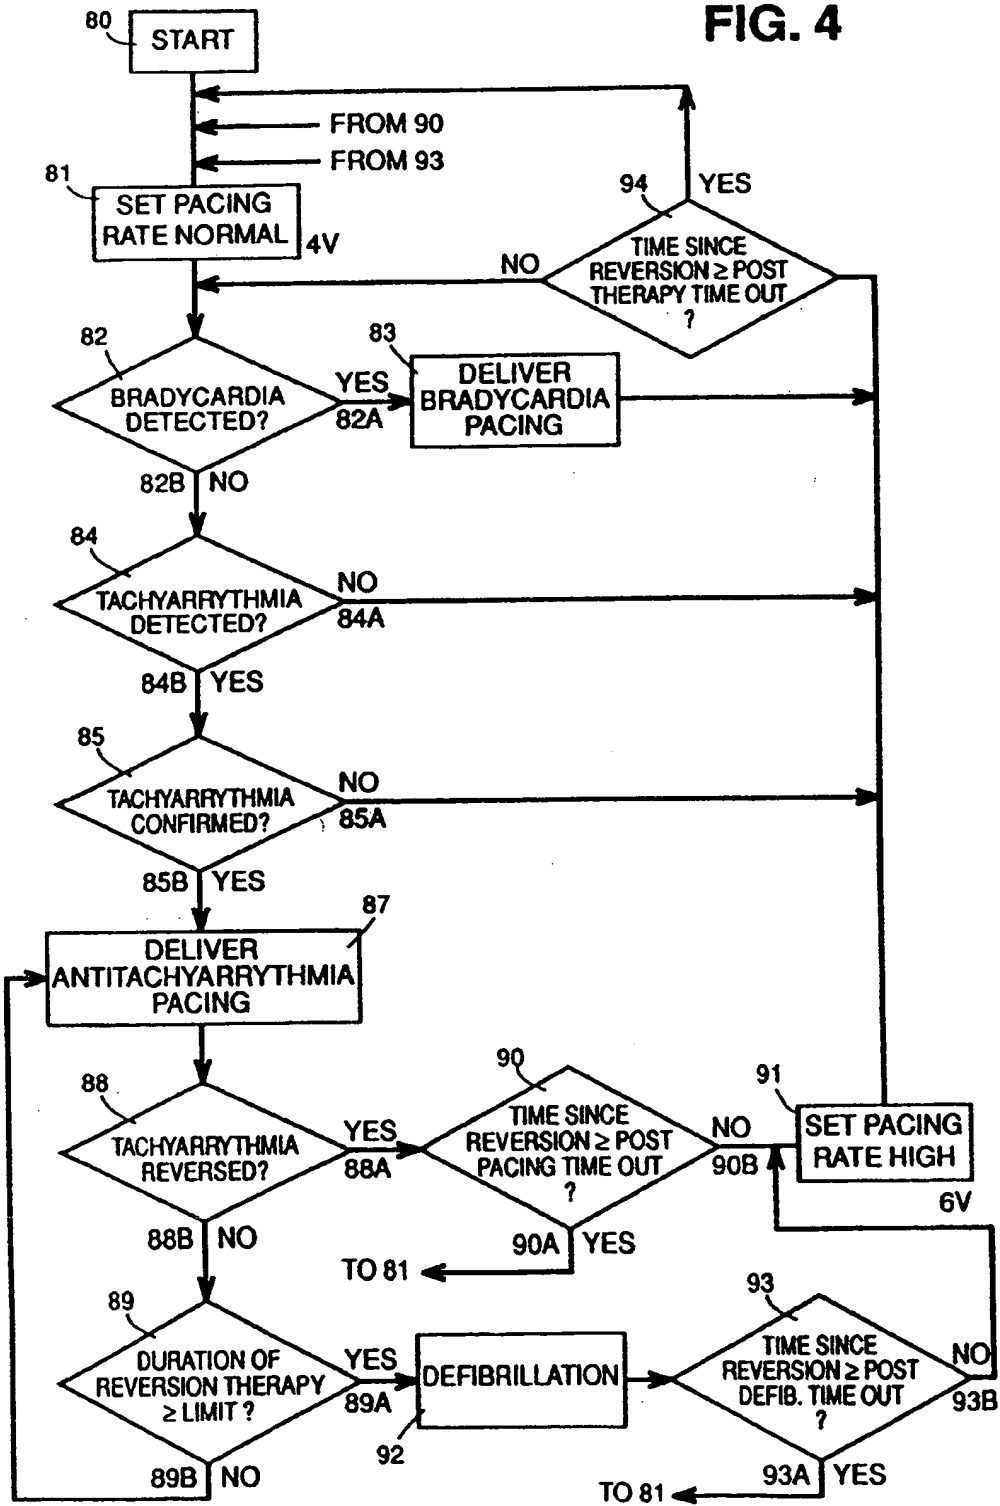 FIG. 4
80
START
FROM 90
FROM 93
81
SET PACING
RATE NORMAL
4V
94
YES
TIME SINCE
REVERSION ≥ POST
THERAPY TIME OUT
?
NO
82
BRADYCARDIA
DETECTED?
YES
82A
83
DELIVER
BRADYCARDIA
PACING
82B NO
84
TACHYARRYTHMIA
DETECTED?
NO
84A
84B YES
85
TACHYARRYTHMIA
CONFIRMED?
NO
85A
85B YES
87
DELIVER
ANTITACHYARRYTHMIA
PACING
88
TACHYARRYTHMIA
REVERSED?
YES
88A
90
TIME SINCE
REVERSION ≥ POST
PACING TIME OUT
?
NO
90B
91
SET PACING
RATE HIGH
6V
88B NO
90A YES
TO 81
89
DURATION OF
REVERSION THERAPY
≥ LIMIT ?
YES
89A
DEFIBRILLATION
92
93
TIME SINCE
REVERSION ≥ POST
DEFIB. TIME OUT
?
NO
93B
89B NO
93A YES
TO 81